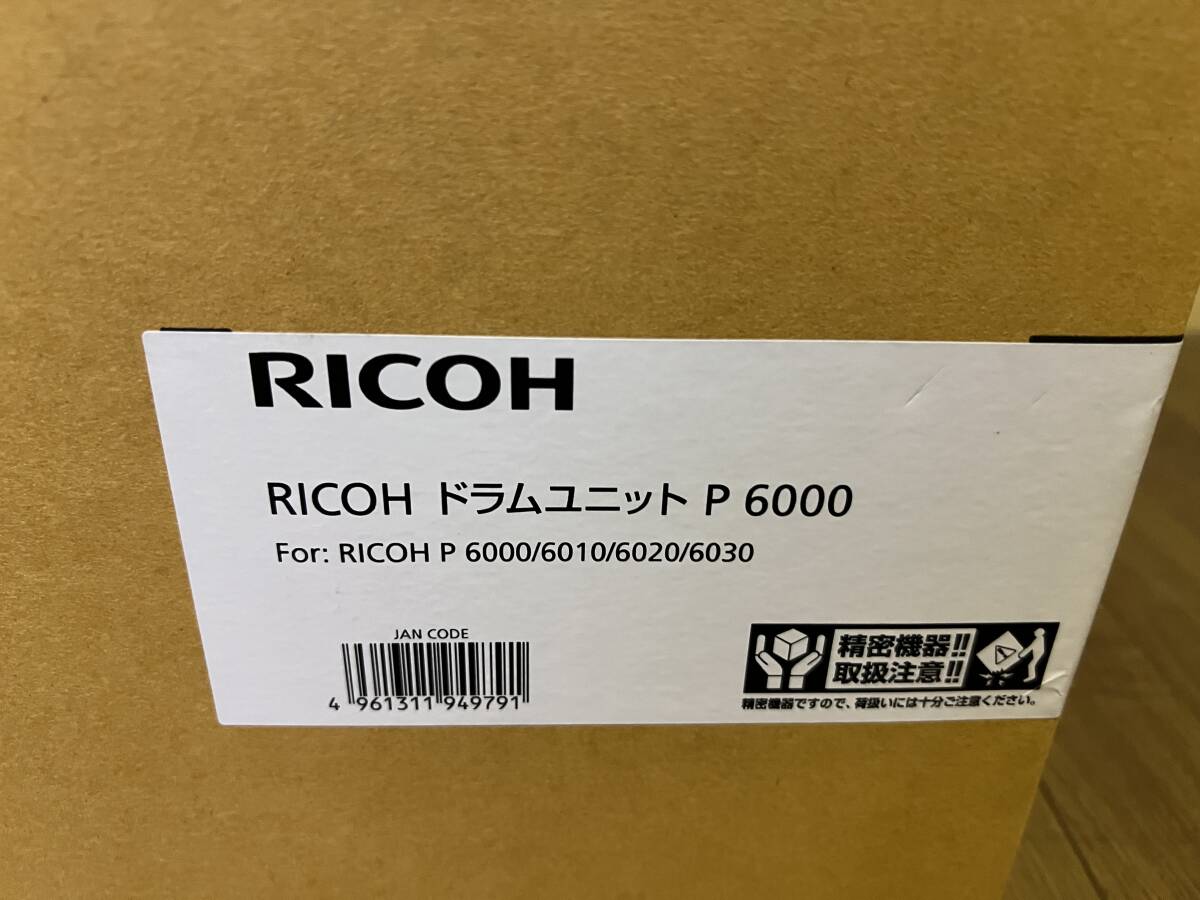 RICOH
RICOH ドラムユニット P 6000
For: RICOH P 6000/6010/6020/6030
JAN CODE
4 961311 949791
精密機器!!
取扱注意!!
精密機器ですので、荷扱いには十分ご注意ください。